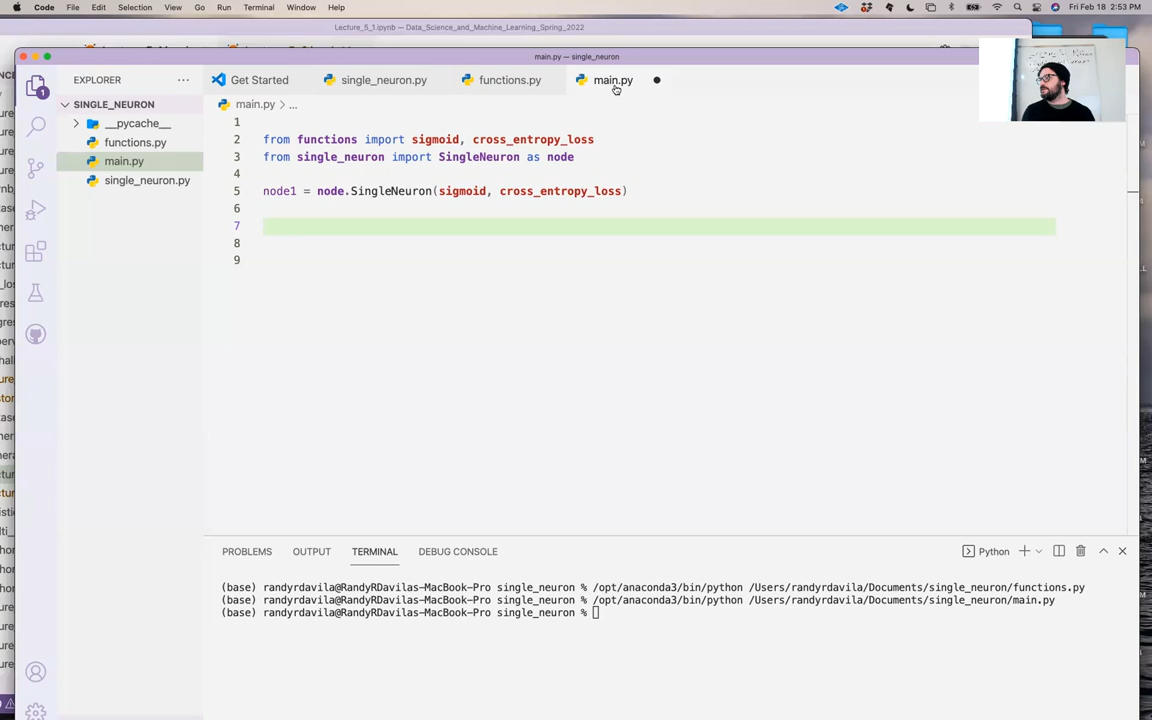 Code File Edit Selection View Go Run Terminal Window Help Fri Feb 18 2:53 PM
Lecture_5_1.ipynb — Data_Science_and_Machine_Learning_Spring_2022
main.py — single_neuron
EXPLORER
Get Started single_neuron.py functions.py main.py
SINGLE_NEURON
main.py > ...
__pycache__
functions.py
main.py
single_neuron.py
1
2 from functions import sigmoid, cross_entropy_loss
3 from single_neuron import SingleNeuron as node
4
5 node1 = node.SingleNeuron(sigmoid, cross_entropy_loss)
6
7
8
9
1
PROBLEMS OUTPUT TERMINAL DEBUG CONSOLE Python
(base) randyrdavila@RandyRDavilas-MacBook-Pro single_neuron % /opt/anaconda3/bin/python /Users/randyrdavila/Documents/single_neuron/functions.py
(base) randyrdavila@RandyRDavilas-MacBook-Pro single_neuron % /opt/anaconda3/bin/python /Users/randyrdavila/Documents/single_neuron/main.py
(base) randyrdavila@RandyRDavilas-MacBook-Pro single_neuron %